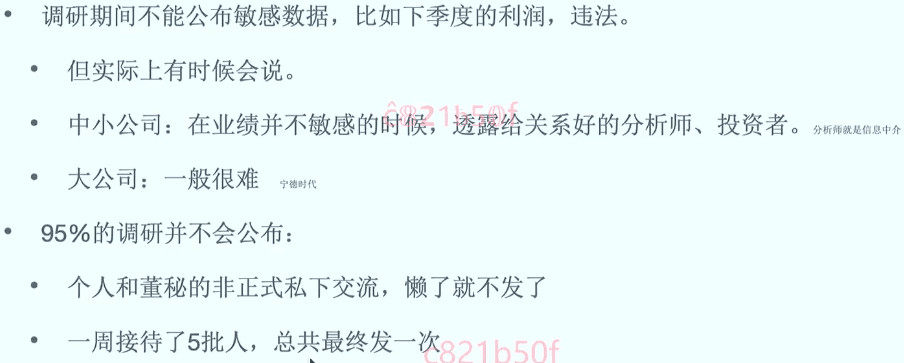 调研期间不能公布敏感数据，比如下季度的利润，违法。
但实际上有时候会说。
中小公司：在业绩并不敏感的时候，透露给关系好的分析师、投资者。 分析师就是信息中介
大公司：一般很难 宁德时代
95%的调研并不会公布：
个人和董秘的非正式私下交流，懒了就不发了
一周接待了5批人，总共最终发一次
c821b50f